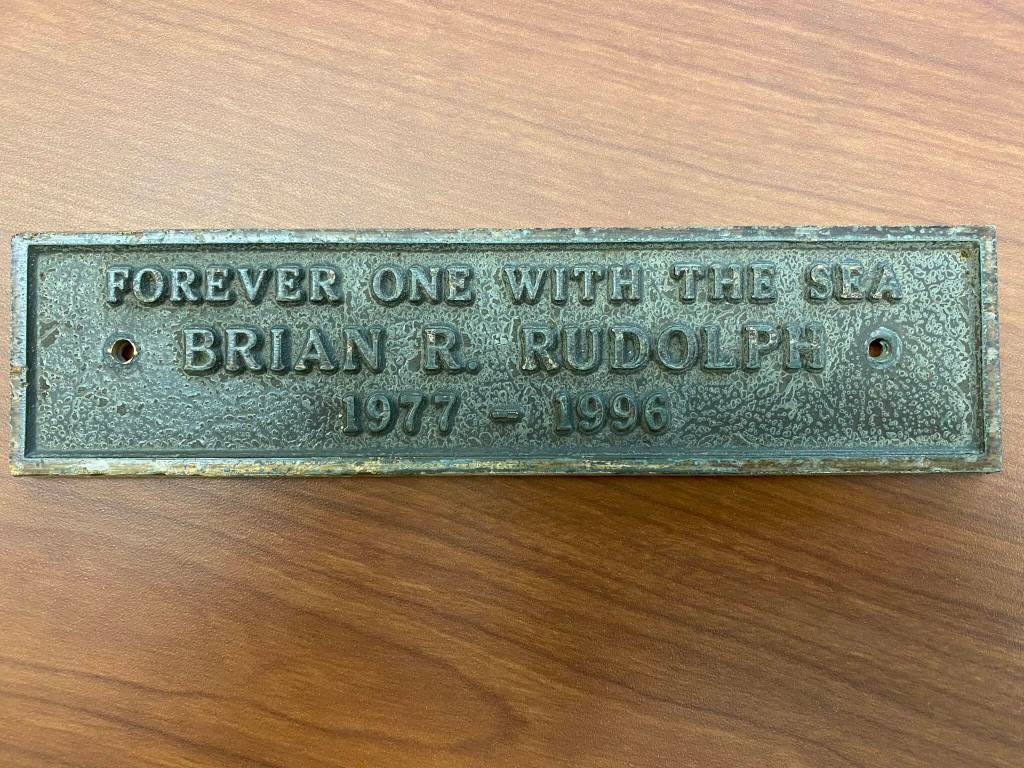 FOREVER ONE WITH THE SEA
BRIAN R. RUDOLPH
1977 - 1996